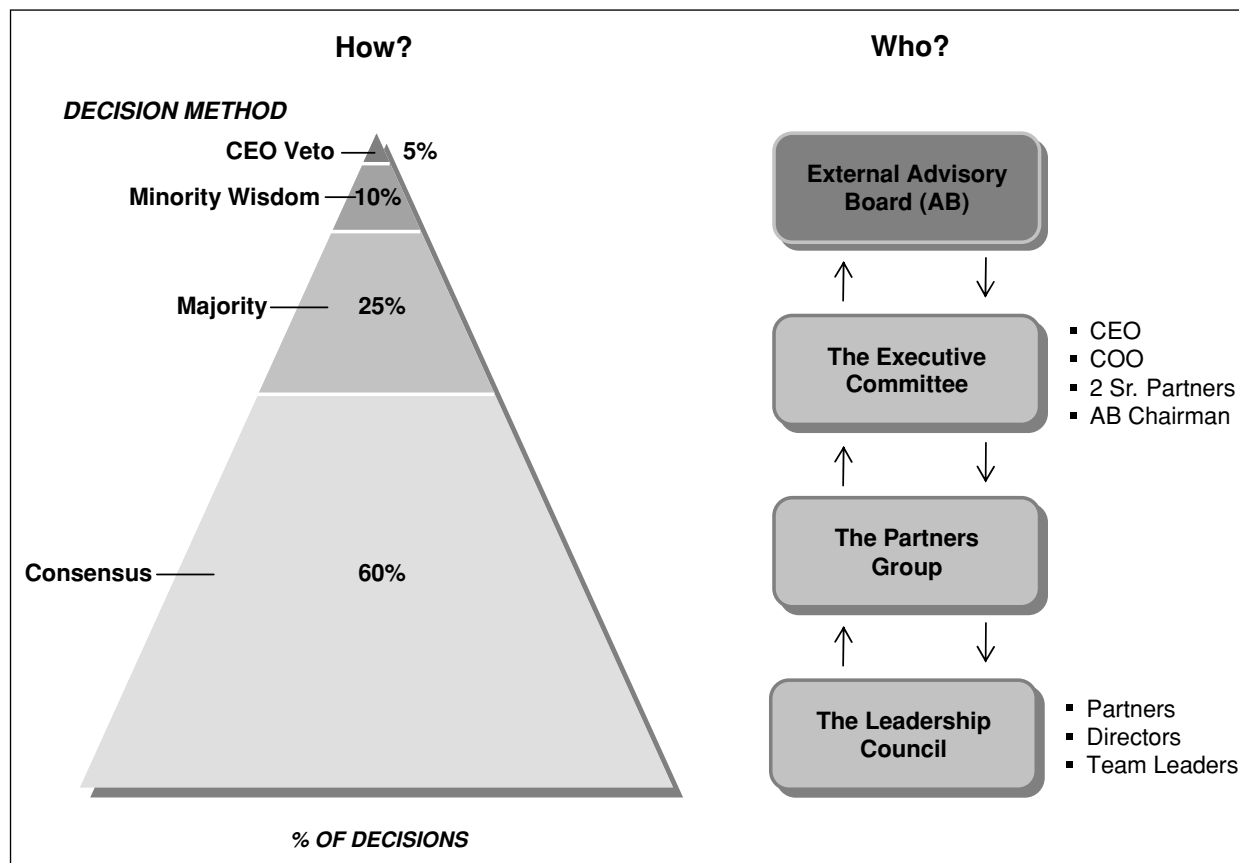 How?
DECISION METHOD
CEO Veto
5%
Minority Wisdom
10%
Majority
25%
Consensus
60%
% OF DECISIONS
Who?
External Advisory
Board (AB)
The Executive
Committee
▪ CEO
▪ COO
▪ 2 Sr. Partners
▪ AB Chairman
The Partners
Group
The Leadership
Council
▪ Partners
▪ Directors
▪ Team Leaders